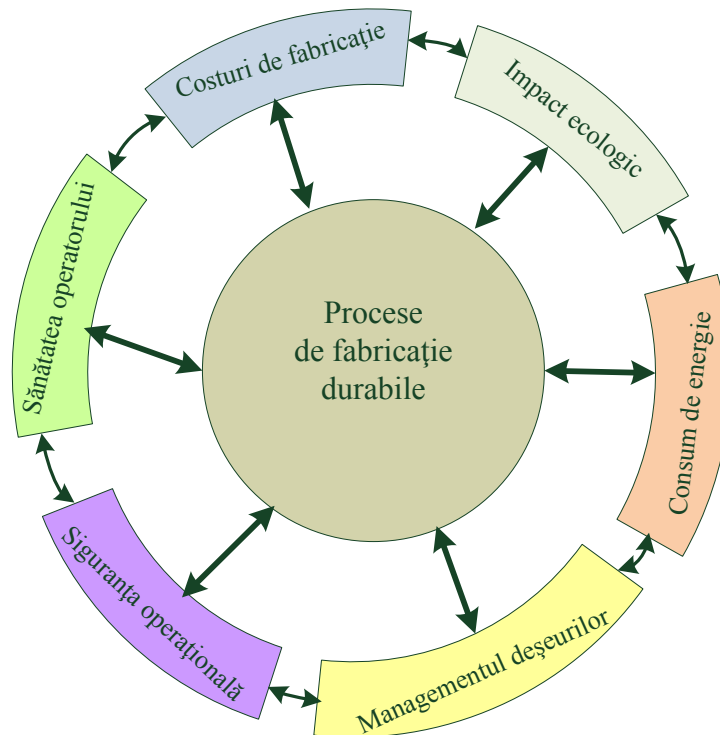 Costuri de fabricaţie
Impact ecologic
Consum de energie
Managementul deşeurilor
Siguranţa operaţională
Sănătatea operatorului
Procese
de fabricaţie
durabile